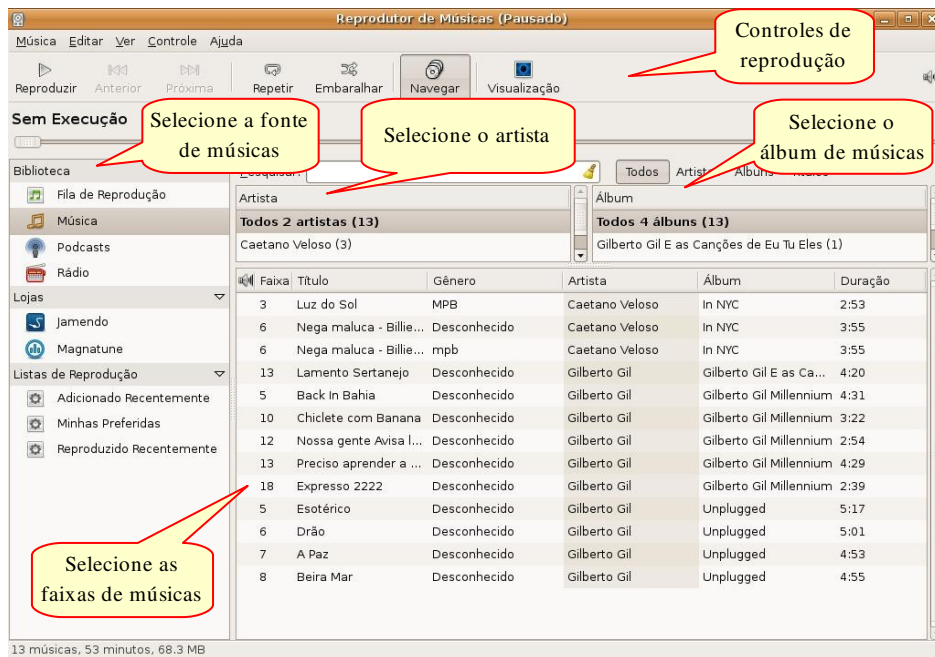 Reprodutor de Músicas (Pausado)
Música Editar Ver Controle Ajuda
Controles de
reprodução
Reproduzir Anterior Próxima Repetir Embaralhar Navegar Visualização
Sem Execução
Selecione a fonte
de músicas
Selecione o artista
Selecione o
álbum de músicas
Biblioteca
Todos
Fila de Reprodução
Música
Podcasts
Rádio
Lojas
Jamendo
Magnatune
Listas de Reprodução
Adicionado Recentemente
Minhas Preferidas
Reproduzido Recentemente
Artista
Todos 2 artistas (13)
Caetano Veloso (3)
Álbum
Todos 4 álbuns (13)
Gilberto Gil E as Canções de Eu Tu Eles (1)
Faixa Título Gênero Artista Álbum Duração
3 Luz do Sol MPB Caetano Veloso In NYC 2:53
6 Nega maluca - Billie... Desconhecido Caetano Veloso In NYC 3:55
6 Nega maluca - Billie... mpb Caetano Veloso In NYC 3:55
13 Lamento Sertanejo Desconhecido Gilberto Gil Gilberto Gil E as Ca... 4:20
5 Back In Bahia Desconhecido Gilberto Gil Gilberto Gil Millennium 4:31
10 Chiclete com Banana Desconhecido Gilberto Gil Gilberto Gil Millennium 3:22
12 Nossa gente Avisa l... Desconhecido Gilberto Gil Gilberto Gil Millennium 2:54
13 Preciso aprender a ... Desconhecido Gilberto Gil Gilberto Gil Millennium 4:29
18 Expresso 2222 Desconhecido Gilberto Gil Gilberto Gil Millennium 2:39
5 Esotérico Desconhecido Gilberto Gil Unplugged 5:17
6 Drão Desconhecido Gilberto Gil Unplugged 5:01
7 A Paz Desconhecido Gilberto Gil Unplugged 4:53
8 Beira Mar Desconhecido Gilberto Gil Unplugged 4:55
Selecione as
faixas de músicas
13 músicas, 53 minutos, 68.3 MB